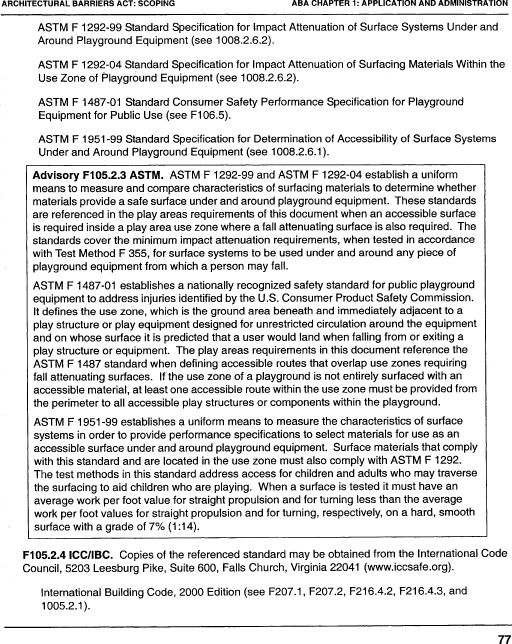 ARCHITECTURAL BARRIERS ACT: SCOPING ABA CHAPTER 1: APPLICATION AND ADMINISTRATION
ASTM F 1292-99 Standard Specification for Impact Attenuation of Surface Systems Under and
Around Playground Equipment (see 1008.2.6.2).
ASTM F 1292-04 Standard Specification for Impact Attenuation of Surfacing Materials Within the
Use Zone of Playground Equipment (see 1008.2.6.2).
ASTM F 1487-01 Standard Consumer Safety Performance Specification for Playground
Equipment for Public Use (see F106.5).
ASTM F 1951-99 Standard Specification for Determination of Accessibility of Surface Systems
Under and Around Playground Equipment (see 1008.2.6.1).
Advisory F105.2.3 ASTM. ASTM F 1292-99 and ASTM F 1292-04 establish a uniform
means to measure and compare characteristics of surfacing materials to determine whether
materials provide a safe surface under and around playground equipment. These standards
are referenced in the play areas requirements of this document when an accessible surface
is required inside a play area use zone where a fall attenuating surface is also required. The
standards cover the minimum impact attenuation requirements, when tested in accordance
with Test Method F 355, for surface systems to be used under and around any piece of
playground equipment from which a person may fall.
ASTM F 1487-01 establishes a nationally recognized safety standard for public playground
equipment to address injuries identified by the U.S. Consumer Product Safety Commission.
It defines the use zone, which is the ground area beneath and immediately adjacent to a
play structure or play equipment designed for unrestricted circulation around the equipment
and on whose surface it is predicted that a user would land when falling from or exiting a
play structure or equipment. The play areas requirements in this document reference the
ASTM F 1487 standard when defining accessible routes that overlap use zones requiring
fall attenuating surfaces. If the use zone of a playground is not entirely surfaced with an
accessible material, at least one accessible route within the use zone must be provided from
the perimeter to all accessible play structures or components within the playground.
ASTM F 1951-99 establishes a uniform means to measure the characteristics of surface
systems in order to provide performance specifications to select materials for use as an
accessible surface under and around playground equipment. Surface materials that comply
with this standard and are located in the use zone must also comply with ASTM F 1292.
The test methods in this standard address access for children and adults who may traverse
the surfacing to aid children who are playing. When a surface is tested it must have an
average work per foot value for straight propulsion and for turning less than the average
work per foot values for straight propulsion and for turning, respectively, on a hard, smooth
surface with a grade of 7% (1:14).
F105.2.4 ICC/IBC. Copies of the referenced standard may be obtained from the International Code
Council, 5203 Leesburg Pike, Suite 600, Falls Church, Virginia 22041 (www.iccsafe.org).
International Building Code, 2000 Edition (see F207.1, F207.2, F216.4.2, F216.4.3, and
1005.2.1).
77